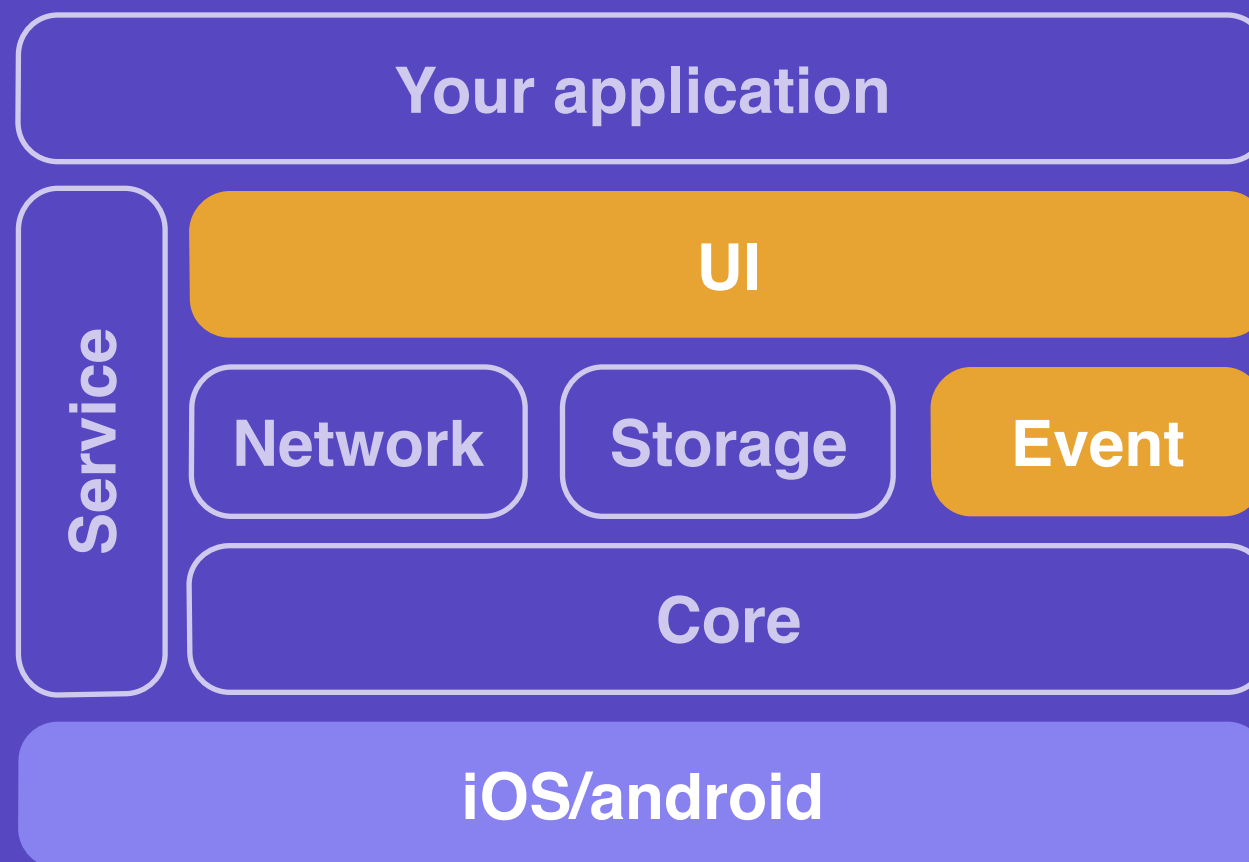 Your application
Service
UI
Network
Storage
Event
Core
iOS/android